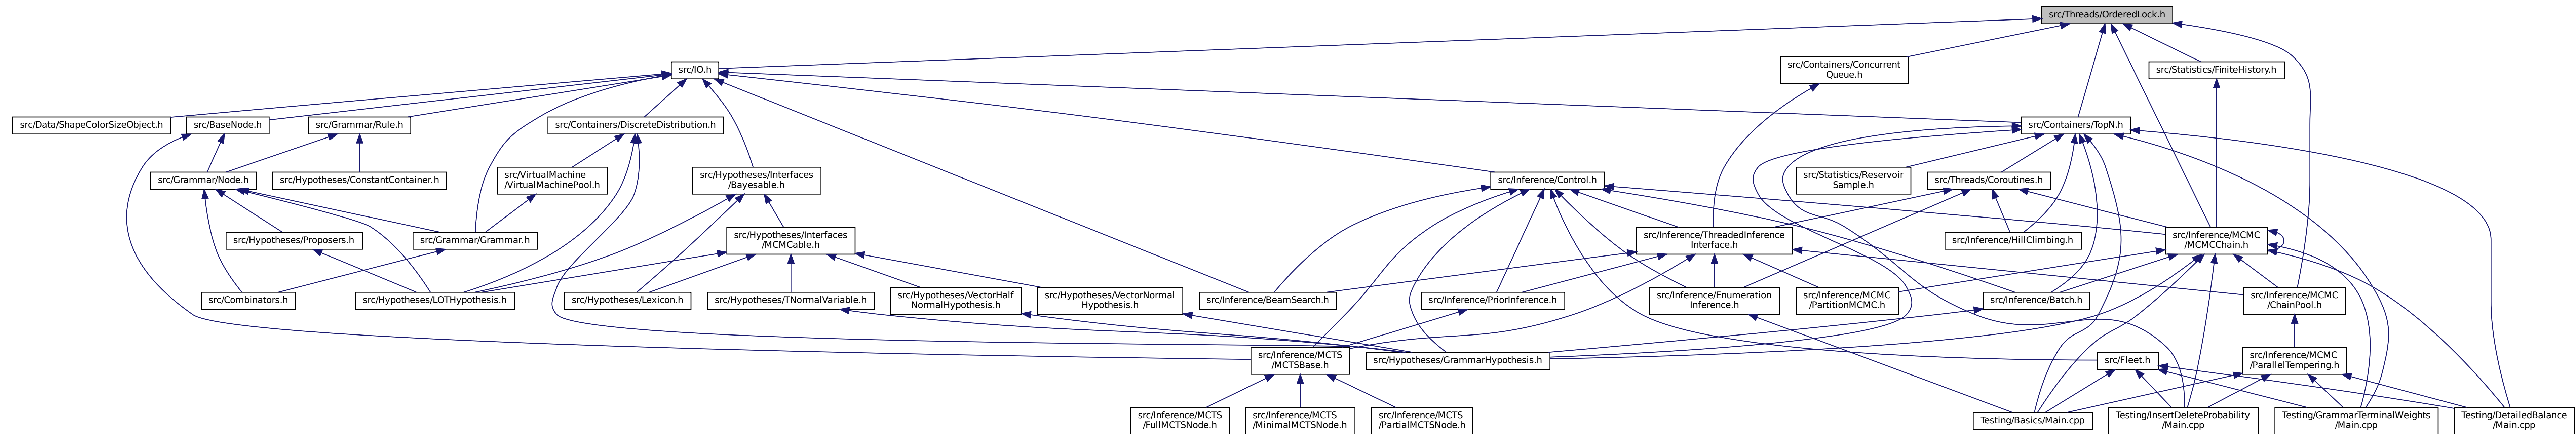 src/Threads/OrderedLock.h
src/IO.h
src/Containers/Concurrent
Queue.h
src/Statistics/FiniteHistory.h
src/Data/ShapeColorSizeObject.h
src/BaseNode.h
src/Grammar/Rule.h
src/Containers/DiscreteDistribution.h
src/Containers/TopN.h
src/Grammar/Node.h
src/Hypotheses/ConstantContainer.h
src/VirtualMachine
/VirtualMachinePool.h
src/Hypotheses/Interfaces
/Bayesable.h
src/Inference/Control.h
src/Statistics/Reservoir
Sample.h
src/Threads/Coroutines.h
src/Hypotheses/Proposers.h
src/Grammar/Grammar.h
src/Hypotheses/Interfaces
/MCMCable.h
src/Inference/ThreadedInference
Interface.h
src/Inference/HillClimbing.h
src/Inference/MCMC
/MCMCChain.h
src/Combinators.h
src/Hypotheses/LOTHypothesis.h
src/Hypotheses/Lexicon.h
src/Hypotheses/TNormalVariable.h
src/Hypotheses/VectorHalf
NormalHypothesis.h
src/Hypotheses/VectorNormal
Hypothesis.h
src/Inference/BeamSearch.h
src/Inference/PriorInference.h
src/Inference/Enumeration
Inference.h
src/Inference/MCMC
/PartitionMCMC.h
src/Inference/Batch.h
src/Inference/MCMC
/ChainPool.h
src/Inference/MCTS
/MCTSBase.h
src/Hypotheses/GrammarHypothesis.h
src/Fleet.h
src/Inference/MCMC
/ParallelTempering.h
src/Inference/MCTS
/FullMCTSNode.h
src/Inference/MCTS
/MinimalMCTSNode.h
src/Inference/MCTS
/PartialMCTSNode.h
Testing/Basics/Main.cpp
Testing/InsertDeleteProbability
/Main.cpp
Testing/GrammarTerminalWeights
/Main.cpp
Testing/DetailedBalance
/Main.cpp